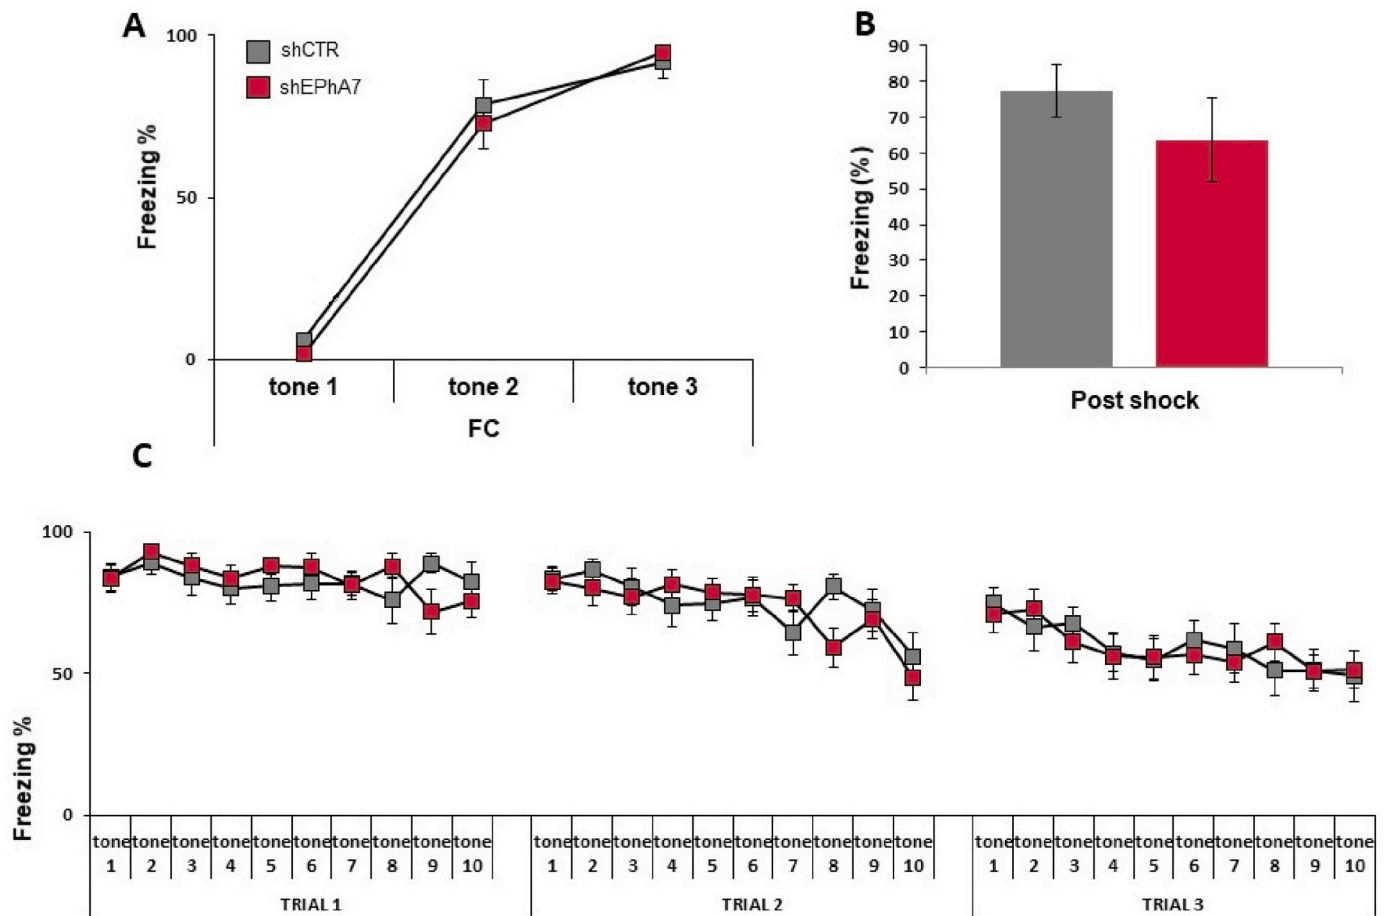 A
100
shCTR
shEPhA7
Freezing %
50
0
tone 1 tone 2 tone 3
FC
B
90
80
70
60
50
40
30
20
10
0
Freezing (%)
Post shock
C
100
50
0
Freezing %
tone tone tone tone tone tone tone tone tone tone tone tone tone tone tone tone tone tone tone tone tone tone tone tone tone tone tone tone tone tone
1 2 3 4 5 6 7 8 9 10 1 2 3 4 5 6 7 8 9 10 1 2 3 4 5 6 7 8 9 10
TRIAL 1 TRIAL 2 TRIAL 3